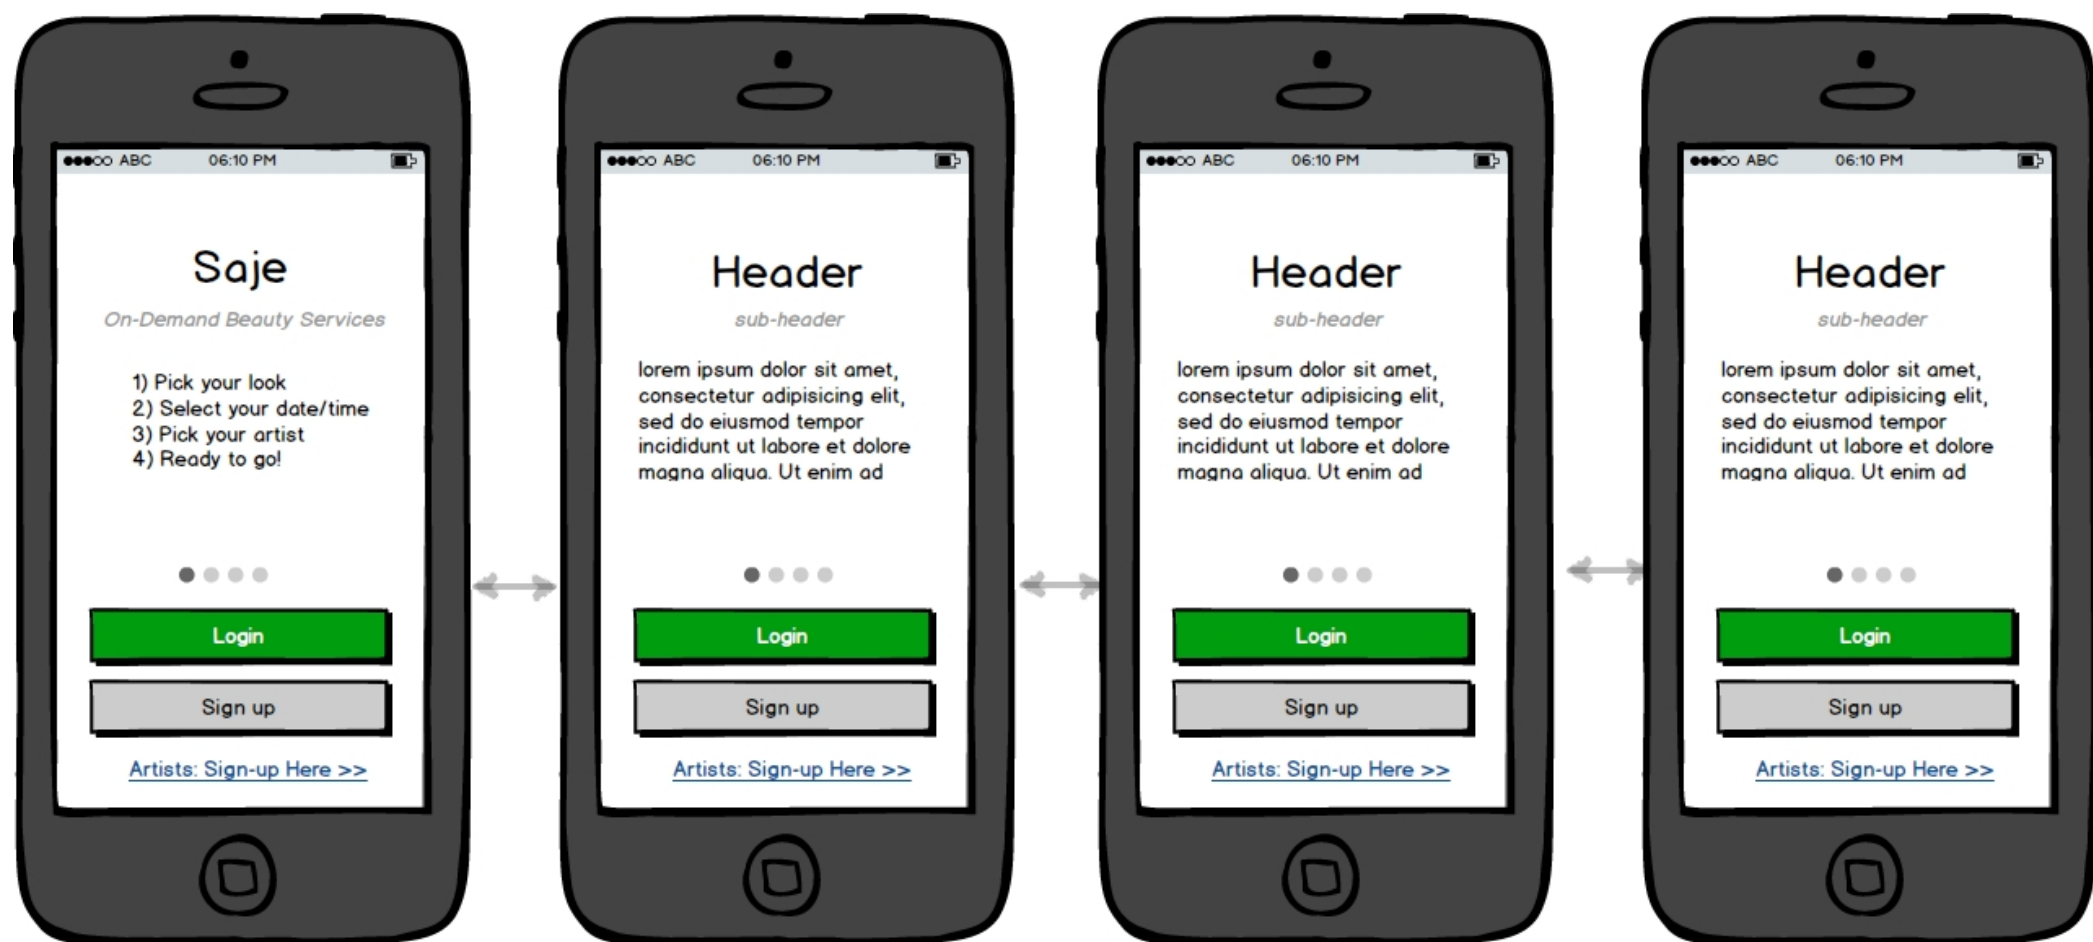 ABC 06:10 PM
Saje
On-Demand Beauty Services
1) Pick your look
2) Select your date/time
3) Pick your artist
4) Ready to go!
Login
Sign up
Artists: Sign-up Here >>
ABC 06:10 PM
Header
sub-header
lorem ipsum dolor sit amet,
consectetur adipisicing elit,
sed do eiusmod tempor
incididunt ut labore et dolore
magna aliqua. Ut enim ad
Login
Sign up
Artists: Sign-up Here >>
ABC 06:10 PM
Header
sub-header
lorem ipsum dolor sit amet,
consectetur adipisicing elit,
sed do eiusmod tempor
incididunt ut labore et dolore
magna aliqua. Ut enim ad
Login
Sign up
Artists: Sign-up Here >>
ABC 06:10 PM
Header
sub-header
lorem ipsum dolor sit amet,
consectetur adipisicing elit,
sed do eiusmod tempor
incididunt ut labore et dolore
magna aliqua. Ut enim ad
Login
Sign up
Artists: Sign-up Here >>